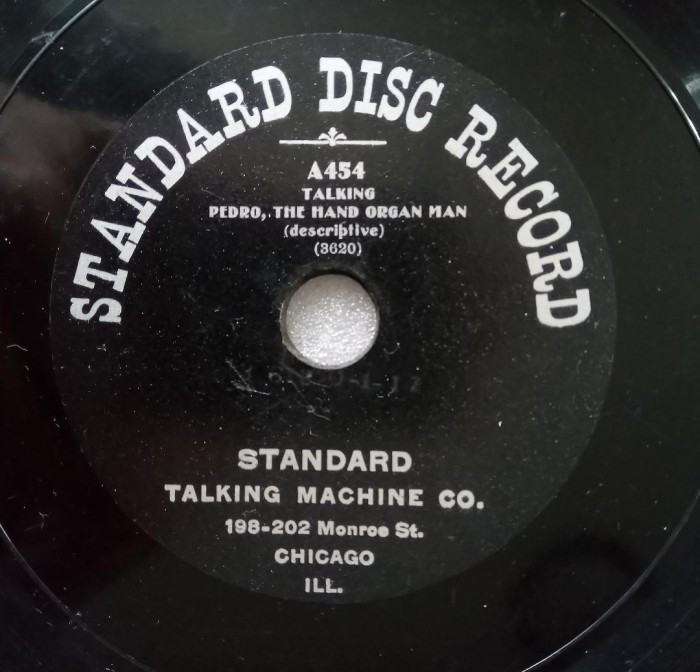 STANDARD DISC RECORD
A454
TALKING
PEDRO, THE HAND ORGAN MAN
(descriptive)
(3620)
STANDARD
TALKING MACHINE CO.
198-202 Monroe St.
CHICAGO
ILL.